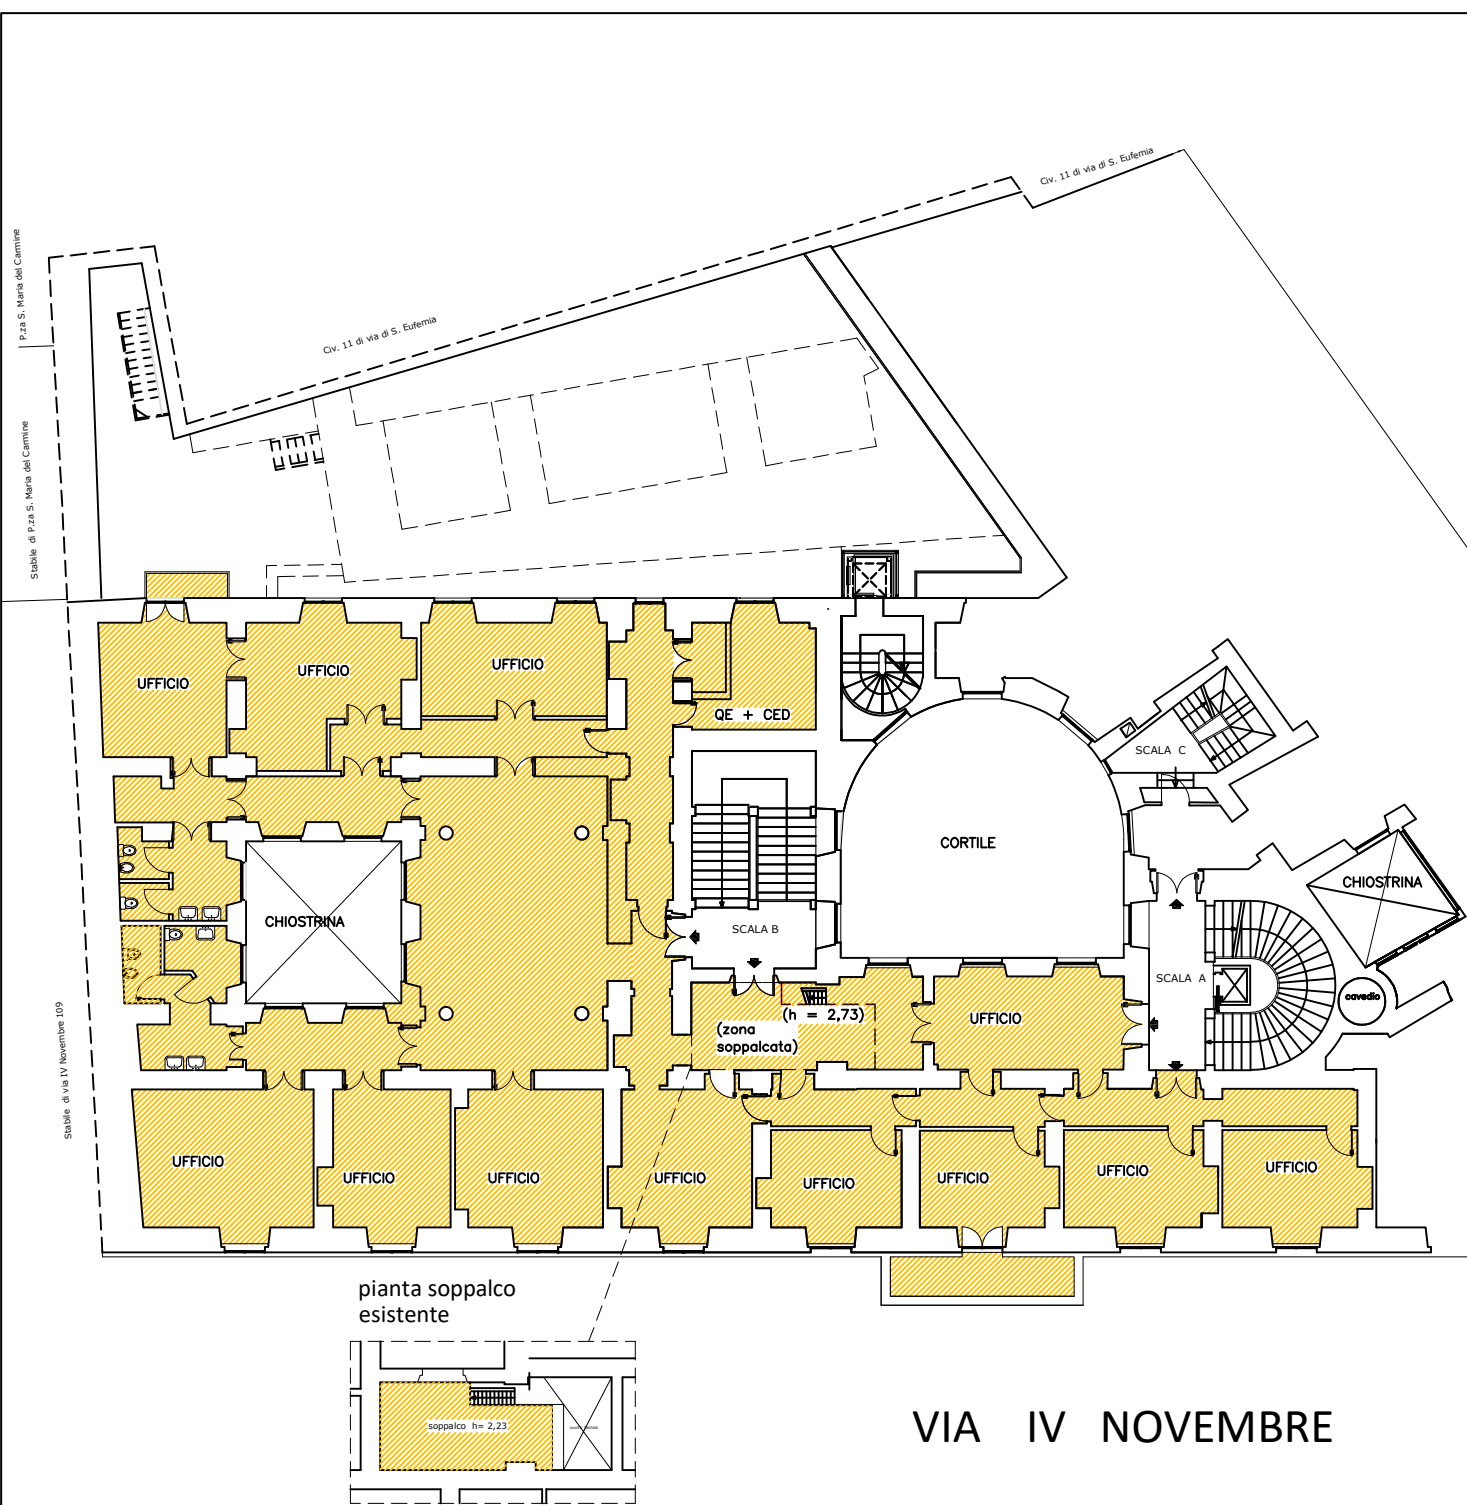 Civ. 11 di via di S. Eufemia
P.za S. Maria del Carmine
Civ. 11 di via di S. Eufemia
Stabile di P.za S. Maria del Carmine
UFFICIO
UFFICIO
UFFICIO
QE + CED
SCALA C
CORTILE
CHIOSTRINA
CHIOSTRINA
SCALA B
SCALA A
cavedio
UFFICIO
(h = 2,73)
(zona
soppalcata)
Stabile di via IV Novembre 109
UFFICIO
UFFICIO
UFFICIO
UFFICIO
UFFICIO
UFFICIO
UFFICIO
UFFICIO
pianta soppalco
esistente
soppalco h= 2,23
VIA IV NOVEMBRE